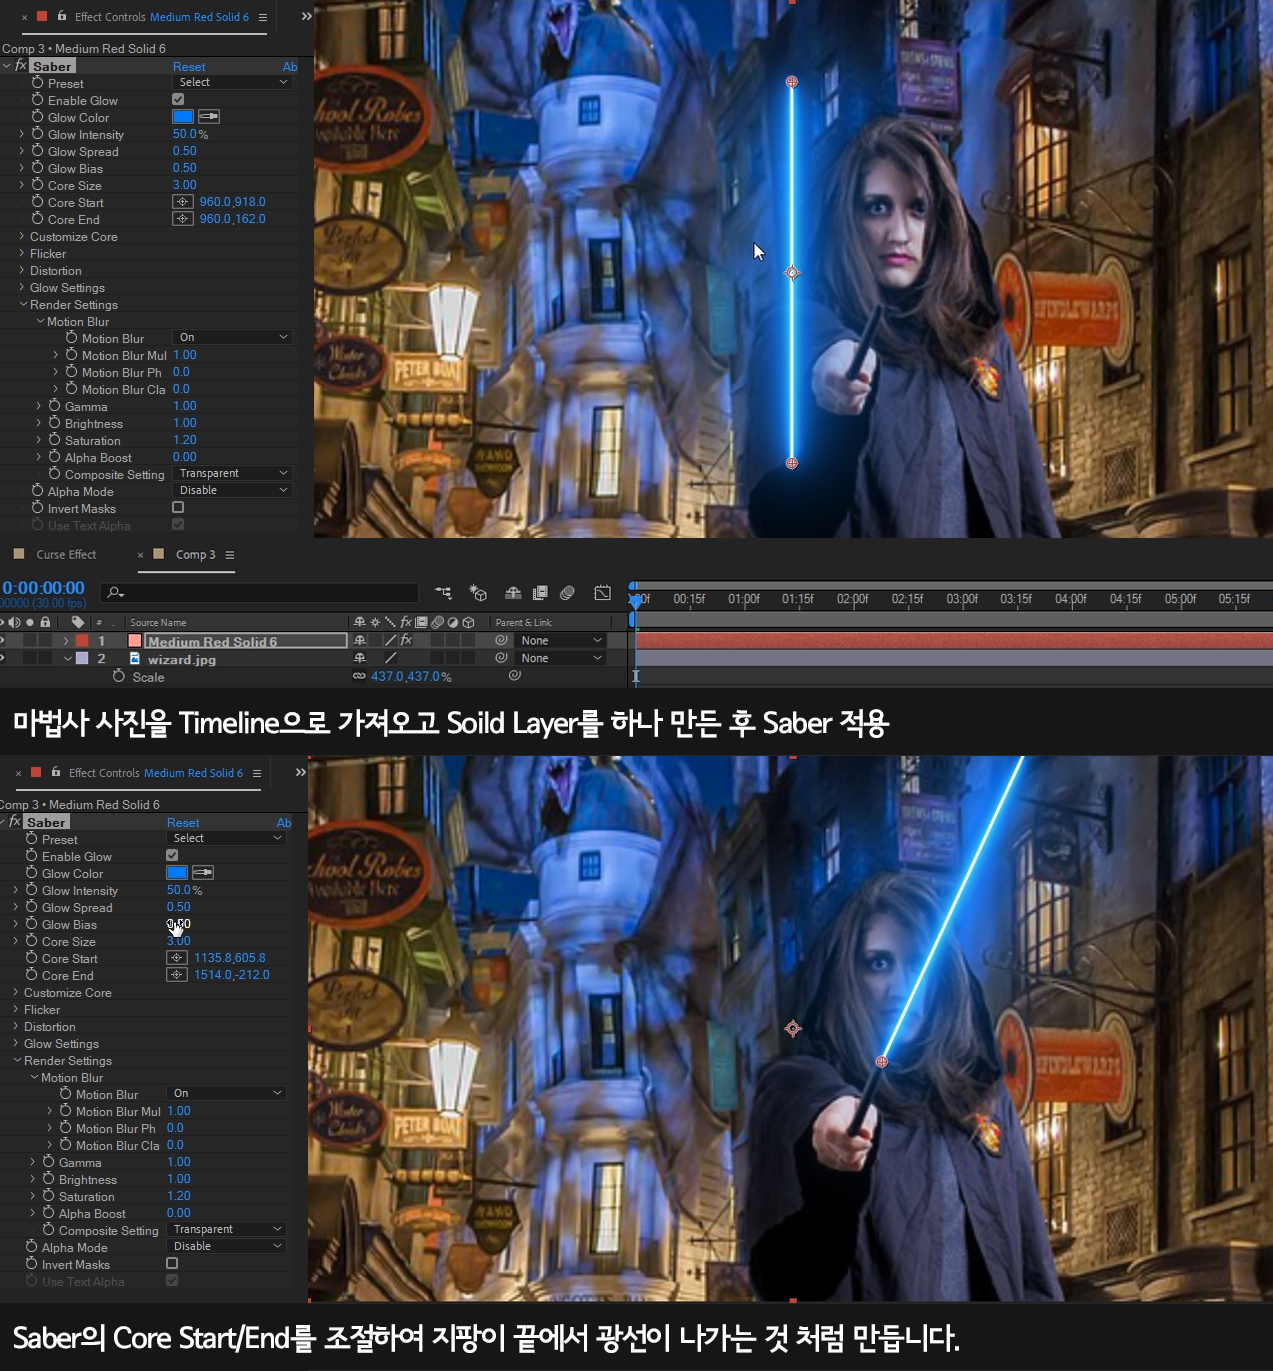 × Effect Controls Medium Red Solid 6 ≡ »
Comp 3 • Medium Red Solid 6
fx Saber Reset Ab
Preset Select
Enable Glow
Glow Color
Glow Intensity 50.0%
Glow Spread 0.50
Glow Bias 0.50
Core Size 3.00
Core Start 960.0,918.0
Core End 960.0,162.0
Customize Core
Flicker
Distortion
Glow Settings
Render Settings
Motion Blur
Motion Blur On
Motion Blur Mul 1.00
Motion Blur Ph 0.0
Motion Blur Cla 0.0
Gamma 1.00
Brightness 1.00
Saturation 1.20
Alpha Boost 0.00
Composite Setting Transparent
Alpha Mode Disable
Invert Masks
Use Text Alpha
PETER BOAT
Curse Effect × Comp 3 ≡
0:00:00:00
00000 (30.00 fps)
00f 00:15f 01:00f 01:15f 02:00f 02:15f 03:00f 03:15f 04:00f 04:15f 05:00f 05:15f
# . Source Name fx Parent & Link
1 Medium Red Solid 6 fx None
2 wizard.jpg None
Scale 437.0,437.0%
마법사 사진을 Timeline으로 가져오고 Soild Layer를 하나 만든 후 Saber 적용
× Effect Controls Medium Red Solid 6 ≡ »
Comp 3 • Medium Red Solid 6
fx Saber Reset Ab
Preset Select
Enable Glow
Glow Color
Glow Intensity 50.0%
Glow Spread 0.50
Glow Bias
Core Size 3.00
Core Start 1135.8,605.8
Core End 1514.0,-212.0
Customize Core
Flicker
Distortion
Glow Settings
Render Settings
Motion Blur
Motion Blur On
Motion Blur Mul 1.00
Motion Blur Ph 0.0
Motion Blur Cla 0.0
Gamma 1.00
Brightness 1.00
Saturation 1.20
Alpha Boost 0.00
Composite Setting Transparent
Alpha Mode Disable
Invert Masks
Use Text Alpha
PETER BOAT
Saber의 Core Start/End를 조절하여 지팡이 끝에서 광선이 나가는 것 처럼 만듭니다.